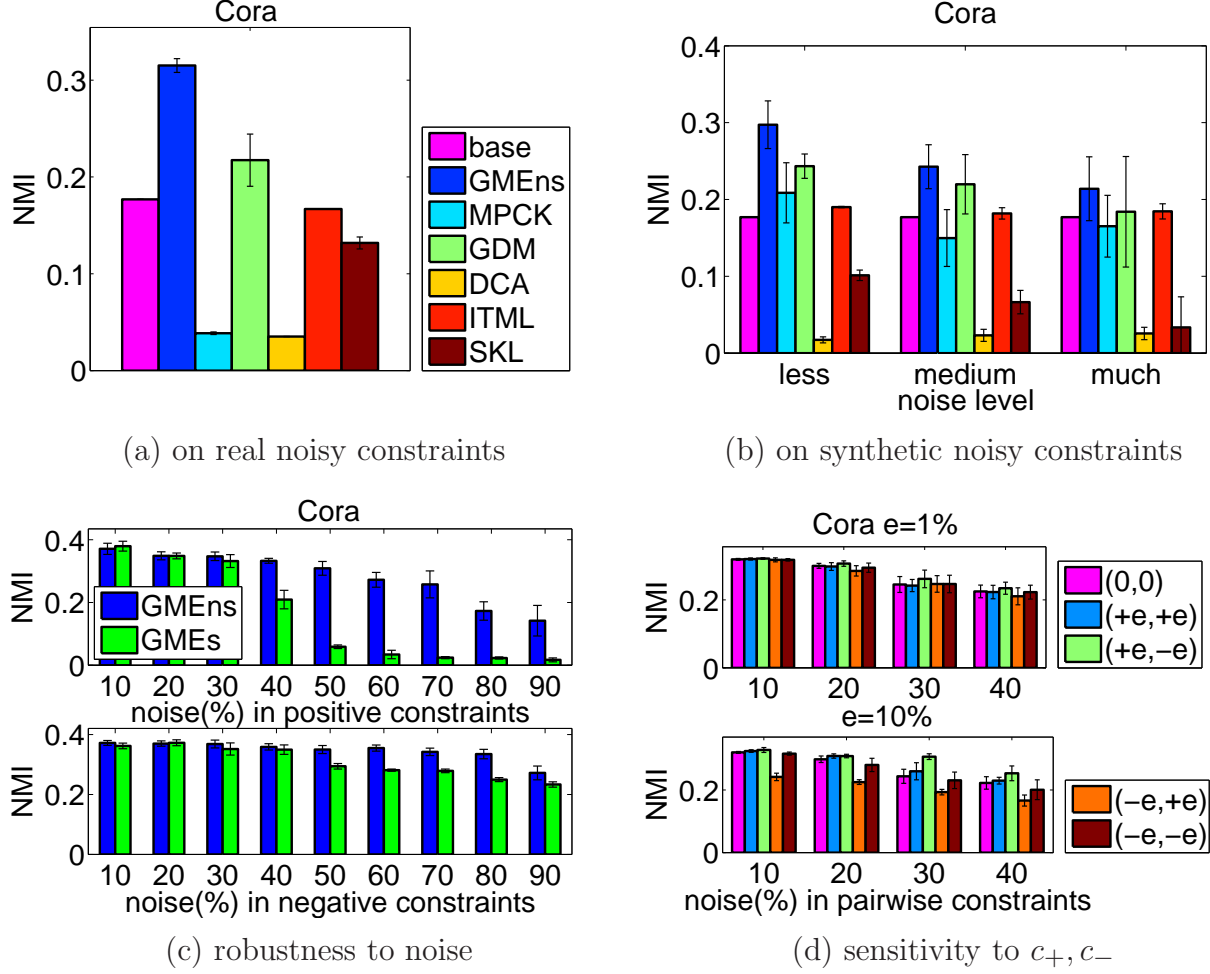 Cora
NMI
0.3
0.2
0.1
0
base
GMEns
MPCK
GDM
DCA
ITML
SKL
(a) on real noisy constraints
Cora
NMI
0.4
0.3
0.2
0.1
0
less medium much
noise level
(b) on synthetic noisy constraints
Cora
NMI
0.4
0.2
0
GMEns
GMEs
10 20 30 40 50 60 70 80 90
noise(%) in positive constraints
NMI
0.4
0.2
0
10 20 30 40 50 60 70 80 90
noise(%) in negative constraints
(c) robustness to noise
Cora e=1%
NMI
0.2
0
10 20 30 40
(0,0)
(+e,+e)
(+e,−e)
e=10%
NMI
0.2
0
10 20 30 40
noise(%) in pairwise constraints
(−e,+e)
(−e,−e)
(d) sensitivity to c₊, c₋